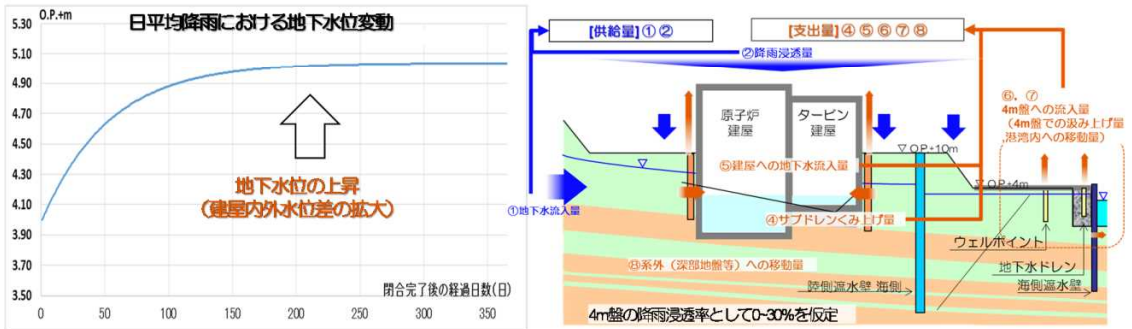 O.P.+m
日平均降雨における地下水位変動
5.30
5.10
4.90
4.70
4.50
4.30
4.10
3.90
3.70
3.50
0
50
100
150
200
250
300
350
地下水位の上昇
（建屋内外水位差の拡大）
閉合完了後の経過日数(日)
【供給量】①②
【支出量】④⑤⑥⑦⑧
②降雨浸透量
原子炉
建屋
タービン
建屋
⑥．⑦
4m盤への流入量
（4m盤での汲み上げ量
,港湾内への移動量）
▽O.P.+10m
▽O.P.+4m
⑤建屋への地下水流入量
①地下水流入量
④サブドレンくみ上げ量
ウェルポイント
地下水ドレン
⑧系外（深部地盤等）への移動量
陸側遮水壁 海側
海側遮水壁
4m盤の降雨浸透率として0~30%を仮定